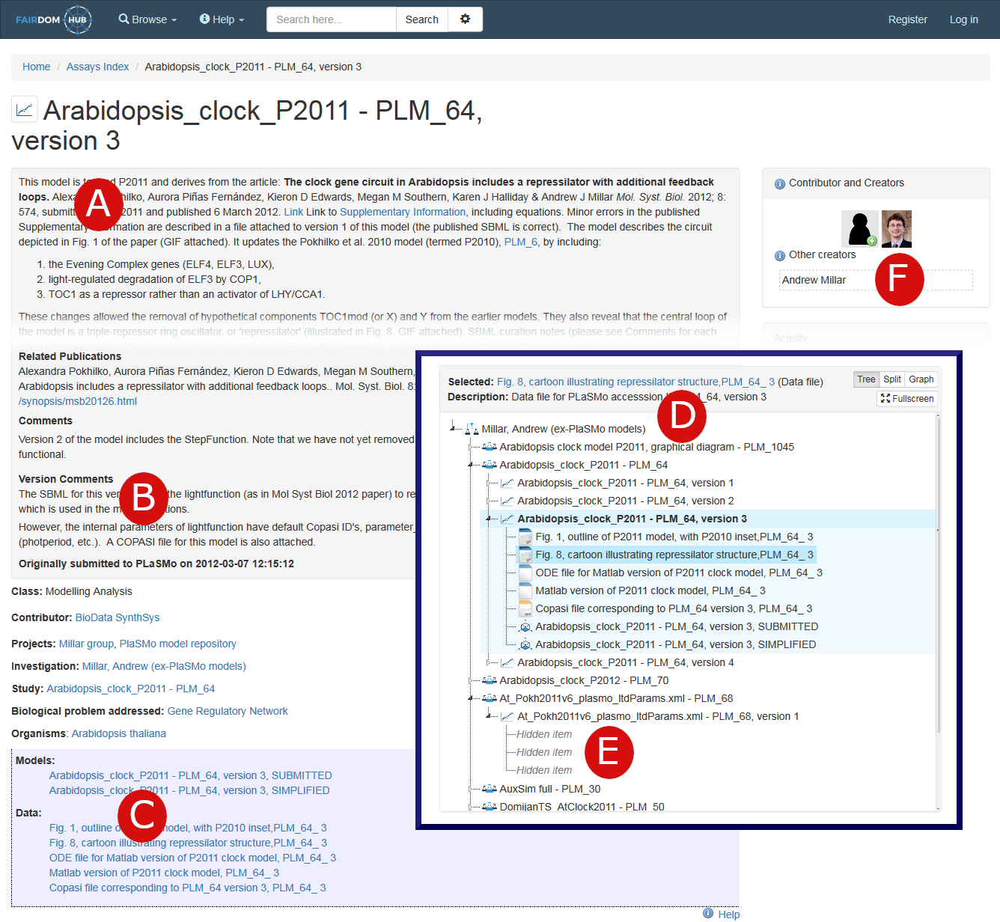 FAIRDOM HUB
Browse
Help
Search here...
Search
Register
Log in
Home / Assays Index / Arabidopsis_clock_P2011 - PLM_64, version 3
Arabidopsis_clock_P2011 - PLM_64,
version 3
This model is P2011 and derives from the article: The clock gene circuit in Arabidopsis includes a repressilator with additional feedback
loops. Aurora Piñas Fernández, Kieron D Edwards, Megan M Southern, Karen J Halliday & Andrew J Millar Mol. Syst. Biol. 2012; 8:
574, 2011 and published 6 March 2012. Link Link to Supplementary Information, including equations. Minor errors in the published
Supplementary are described in a file attached to version 1 of this model (the published SBML is correct). The model describes the circuit
depicted in Fig. 1 of the paper (GIF attached). It updates the Pokhilko et al. 2010 model (termed P2010), PLM_6, by including:
1. the Evening Complex genes (ELF4, ELF3, LUX),
2. light-regulated degradation of ELF3 by COP1,
3. TOC1 as a repressor rather than an activator of LHY/CCA1.
These changes allowed the removal of hypothetical components TOC1mod (or X) and Y from the earlier models. They also reveal that the central loop of
the model is a triple-repressor ring oscillator, or 'repressilator' (illustrated in Fig. 8, GIF attached). SBML curation notes (please see Comments for each
A
Related Publications
Alexandra Pokhilko, Aurora Piñas Fernández, Kieron D Edwards, Megan M Southern,
Arabidopsis includes a repressilator with additional feedback loops.. Mol. Syst. Biol. 8:
/synopsis/msb20126.html
Comments
Version 2 of the model includes the StepFunction. Note that we have not yet removed
functional.
Version Comments
The SBML for this the lightfunction (as in Mol Syst Biol 2012 paper) to
which is used in the
B
However, the internal parameters of lightfunction have default Copasi ID's, parameter_
(photperiod, etc.). A COPASI file for this model is also attached.
Originally submitted to PLaSMo on 2012-03-07 12:15:12
Class: Modelling Analysis
Contributor: BioData SynthSys
Projects: Millar group, PlaSMo model repository
Investigation: Millar, Andrew (ex-PlaSMo models)
Study: Arabidopsis_clock_P2011 - PLM_64
Biological problem addressed: Gene Regulatory Network
Organisms: Arabidopsis thaliana
Models:
Arabidopsis_clock_P2011 - PLM_64, version 3, SUBMITTED
Arabidopsis_clock_P2011 - PLM_64, version 3, SIMPLIFIED
C
Data:
Fig. 1, outline model, with P2010 inset,PLM_64_ 3
Fig. 8, cartoon illustrating repressilator structure,PLM_64_ 3
ODE file for Matlab version of P2011 clock model, PLM_64_ 3
Matlab version of P2011 clock model, PLM_64_ 3
Copasi file corresponding to PLM_64 version 3, PLM_64_ 3
Help
Contributor and Creators
Other creators
Andrew Millar
F
Activity
Selected: Fig. 8, cartoon illustrating repressilator structure,PLM_64_ 3 (Data file)
Description: Data file for PLaSMo accesssion version 3
Tree Split Graph
Fullscreen
D
Millar, Andrew (ex-PlaSMo models)
Arabidopsis clock model P2011, graphical diagram - PLM_1045
Arabidopsis_clock_P2011 - PLM_64
Arabidopsis_clock_P2011 - PLM_64, version 1
Arabidopsis_clock_P2011 - PLM_64, version 2
Arabidopsis_clock_P2011 - PLM_64, version 3
Fig. 1, outline of P2011 model, with P2010 inset,PLM_64_ 3
Fig. 8, cartoon illustrating repressilator structure,PLM_64_ 3
ODE file for Matlab version of P2011 clock model, PLM_64_ 3
Matlab version of P2011 clock model, PLM_64_ 3
Copasi file corresponding to PLM_64 version 3, PLM_64_ 3
Arabidopsis_clock_P2011 - PLM_64, version 3, SUBMITTED
Arabidopsis_clock_P2011 - PLM_64, version 3, SIMPLIFIED
Arabidopsis_clock_P2011 - PLM_64, version 4
Arabidopsis_clock_P2012 - PLM_70
At_Pokh2011v6_plasmo_ltdParams.xml - PLM_68
At_Pokh2011v6_plasmo_ltdParams.xml - PLM_68, version 1
Hidden item
Hidden item
Hidden item
E
AuxSim full - PLM_30
DomijanTS_AtClock2011 - PLM_50